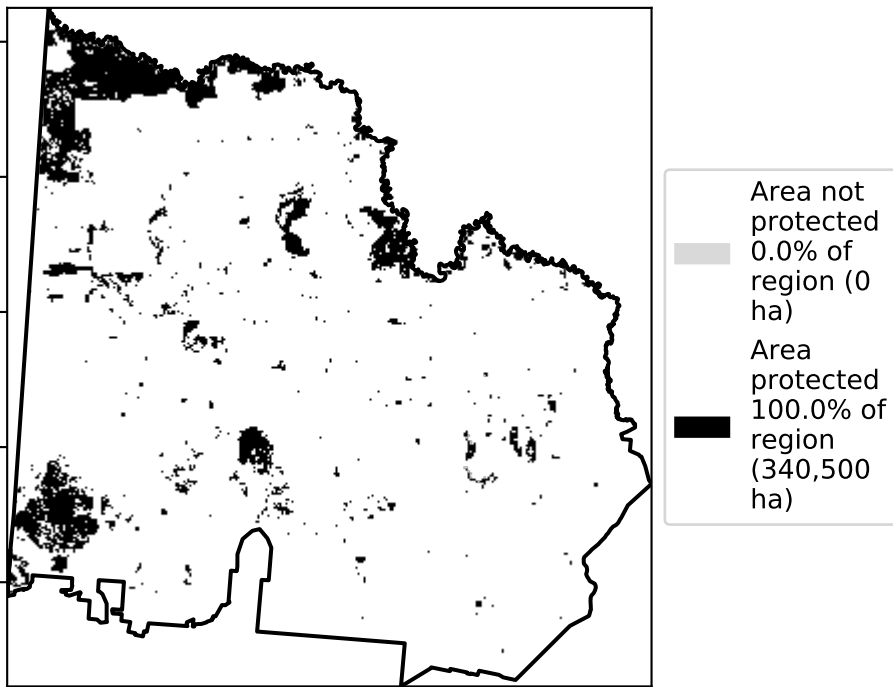 Area not
protected
0.0% of
region (0
ha)
Area
protected
100.0% of
region
(340,500
ha)